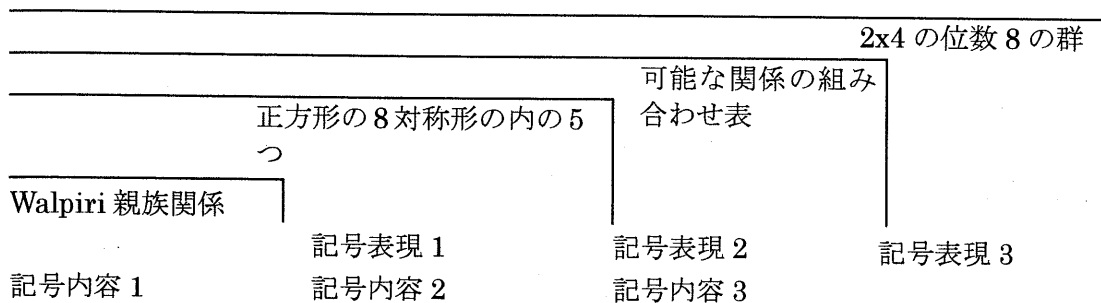 2x4 の位数 8 の群
可能な関係の組み
合わせ表
正方形の 8 対称形の内の 5
つ
Walpiri 親族関係
記号表現 1
記号表現 2
記号表現 3
記号内容 1
記号内容 2
記号内容 3